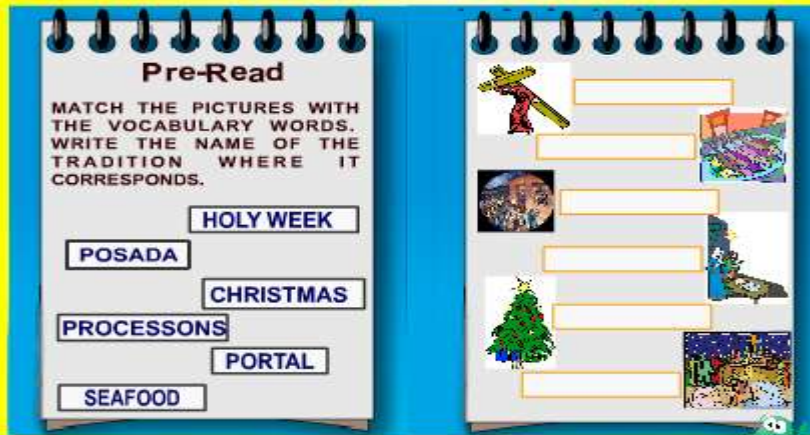 Pre-Read
MATCH THE PICTURES WITH
THE VOCABULARY WORDS.
WRITE THE NAME OF THE
TRADITION WHERE IT
CORRESPONDS.
HOLY WEEK
POSADA
CHRISTMAS
PROCESSONS
PORTAL
SEAFOOD